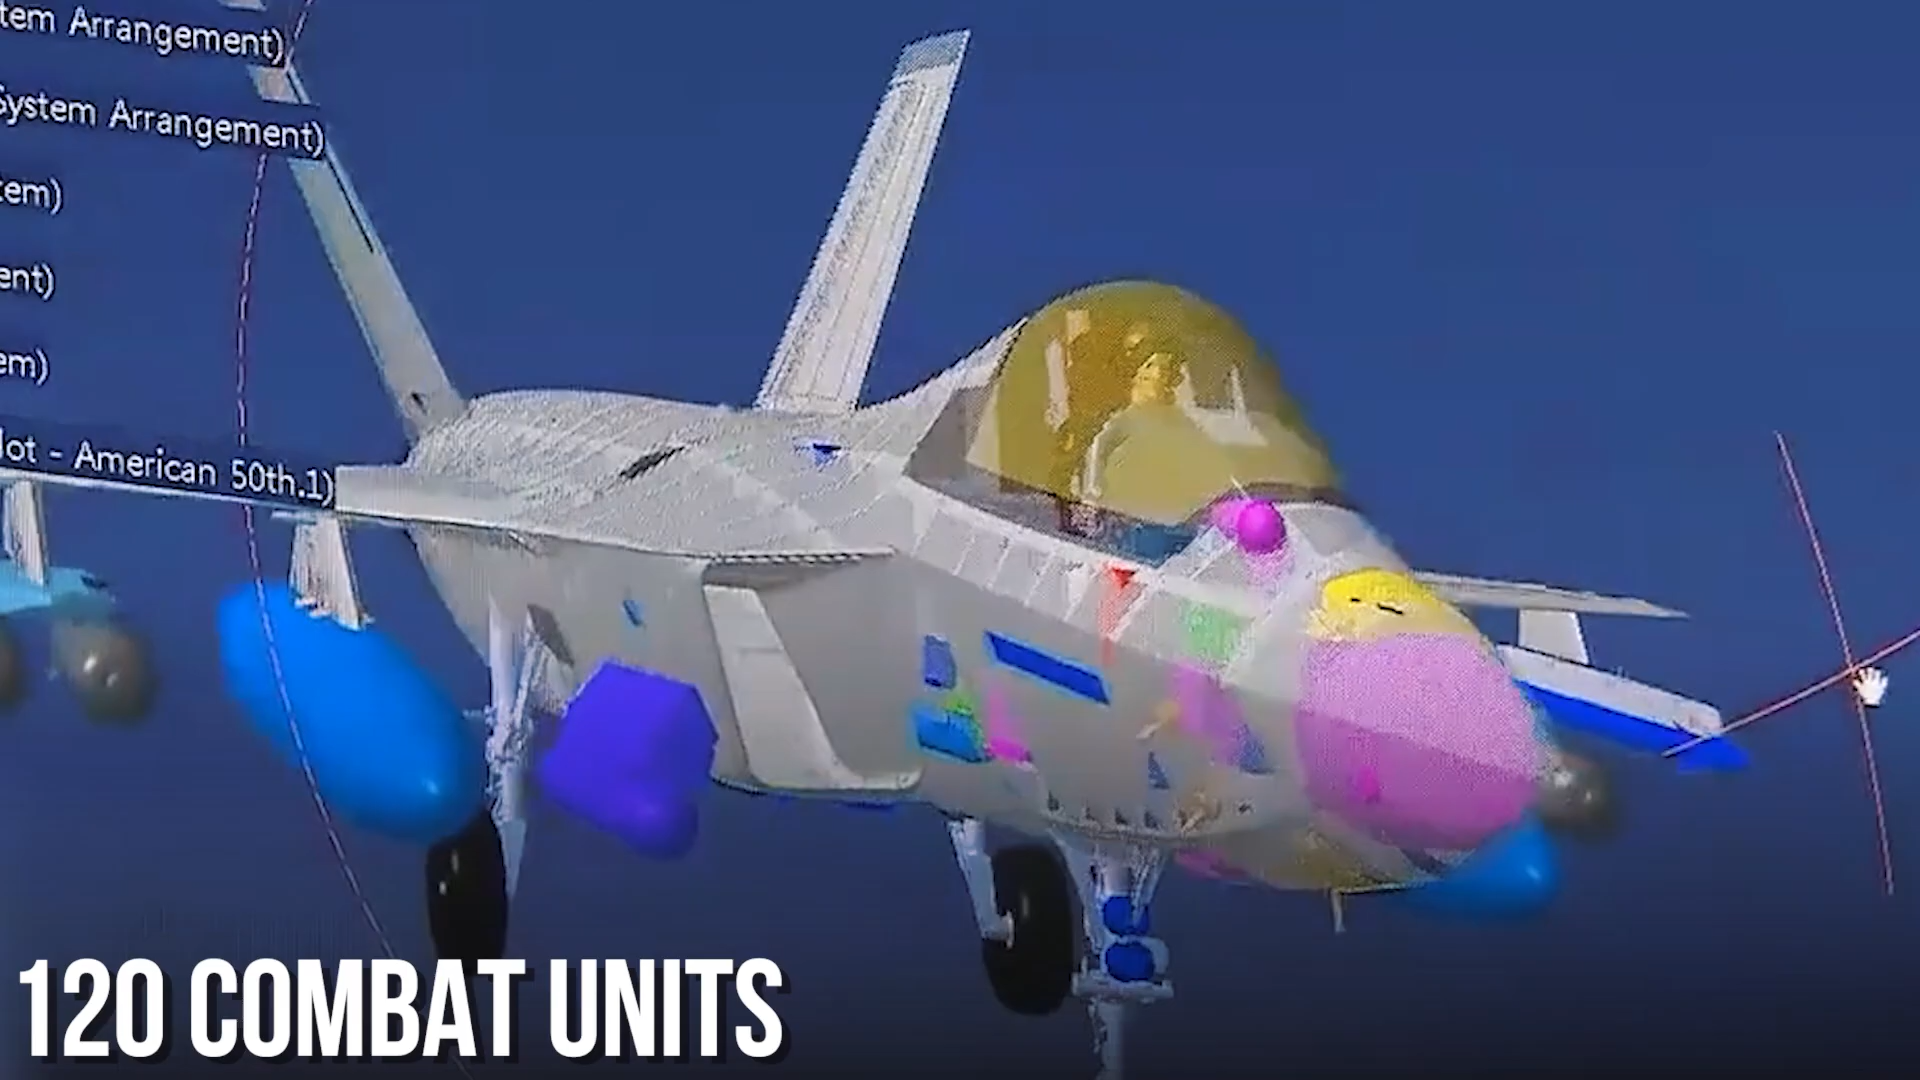 tem Arrangement)
System Arrangement)
tem)
ent)
em)
lot - American 50th.1)
120 COMBAT UNITS